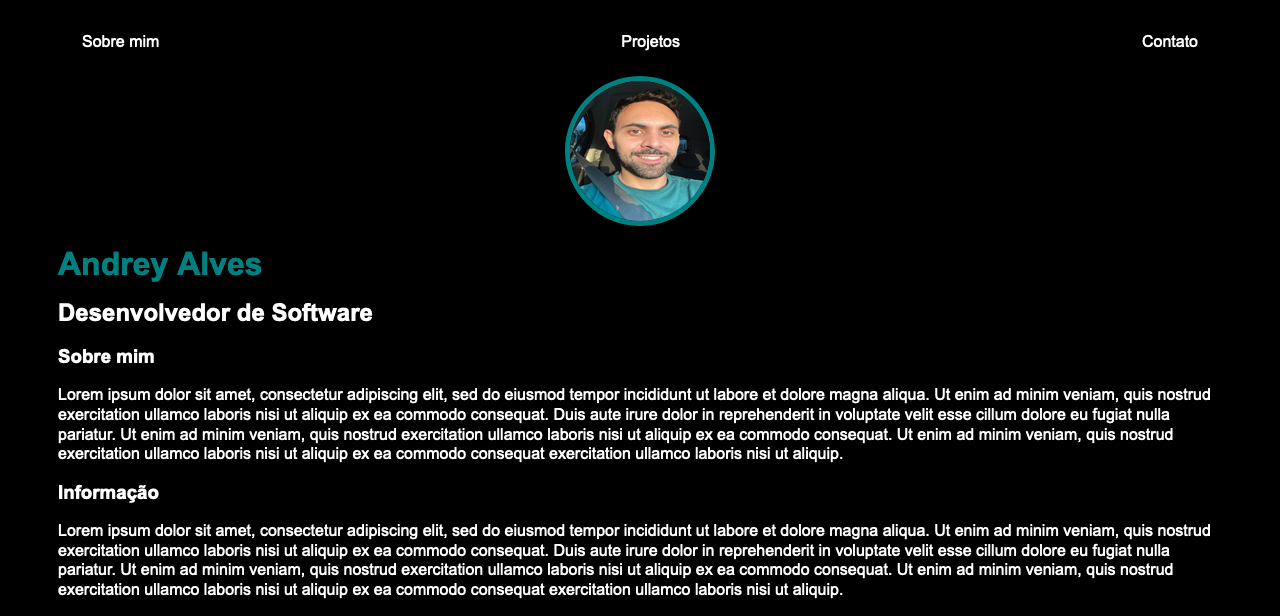 Sobre mim
Projetos
Contato
Andrey Alves
Desenvolvedor de Software
Sobre mim
Lorem ipsum dolor sit amet, consectetur adipiscing elit, sed do eiusmod tempor incididunt ut labore et dolore magna aliqua. Ut enim ad minim veniam, quis nostrud
exercitation ullamco laboris nisi ut aliquip ex ea commodo consequat. Duis aute irure dolor in reprehenderit in voluptate velit esse cillum dolore eu fugiat nulla
pariatur. Ut enim ad minim veniam, quis nostrud exercitation ullamco laboris nisi ut aliquip ex ea commodo consequat. Ut enim ad minim veniam, quis nostrud
exercitation ullamco laboris nisi ut aliquip ex ea commodo consequat exercitation ullamco laboris nisi ut aliquip.
Informação
Lorem ipsum dolor sit amet, consectetur adipiscing elit, sed do eiusmod tempor incididunt ut labore et dolore magna aliqua. Ut enim ad minim veniam, quis nostrud
exercitation ullamco laboris nisi ut aliquip ex ea commodo consequat. Duis aute irure dolor in reprehenderit in voluptate velit esse cillum dolore eu fugiat nulla
pariatur. Ut enim ad minim veniam, quis nostrud exercitation ullamco laboris nisi ut aliquip ex ea commodo consequat. Ut enim ad minim veniam, quis nostrud
exercitation ullamco laboris nisi ut aliquip ex ea commodo consequat exercitation ullamco laboris nisi ut aliquip.